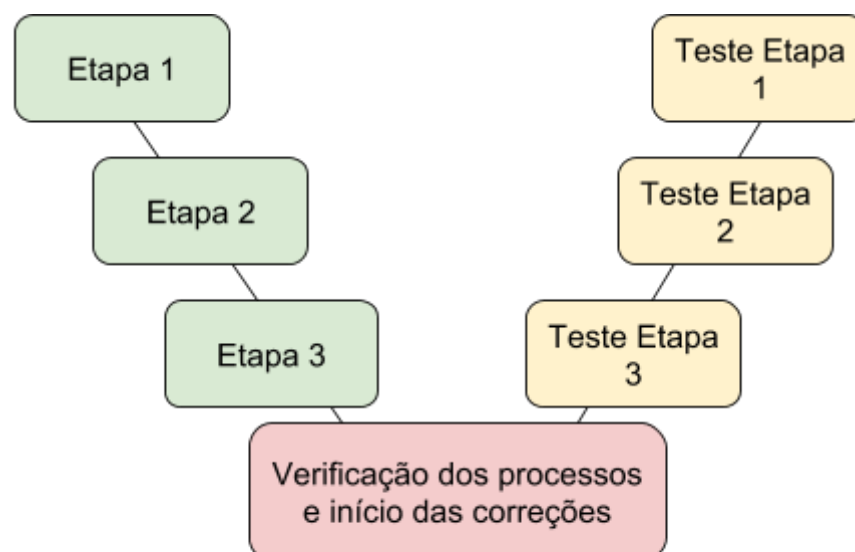 Etapa 1
Teste Etapa
1
Etapa 2
Teste Etapa
2
Etapa 3
Teste Etapa
3
Verificação dos processos
e início das correções